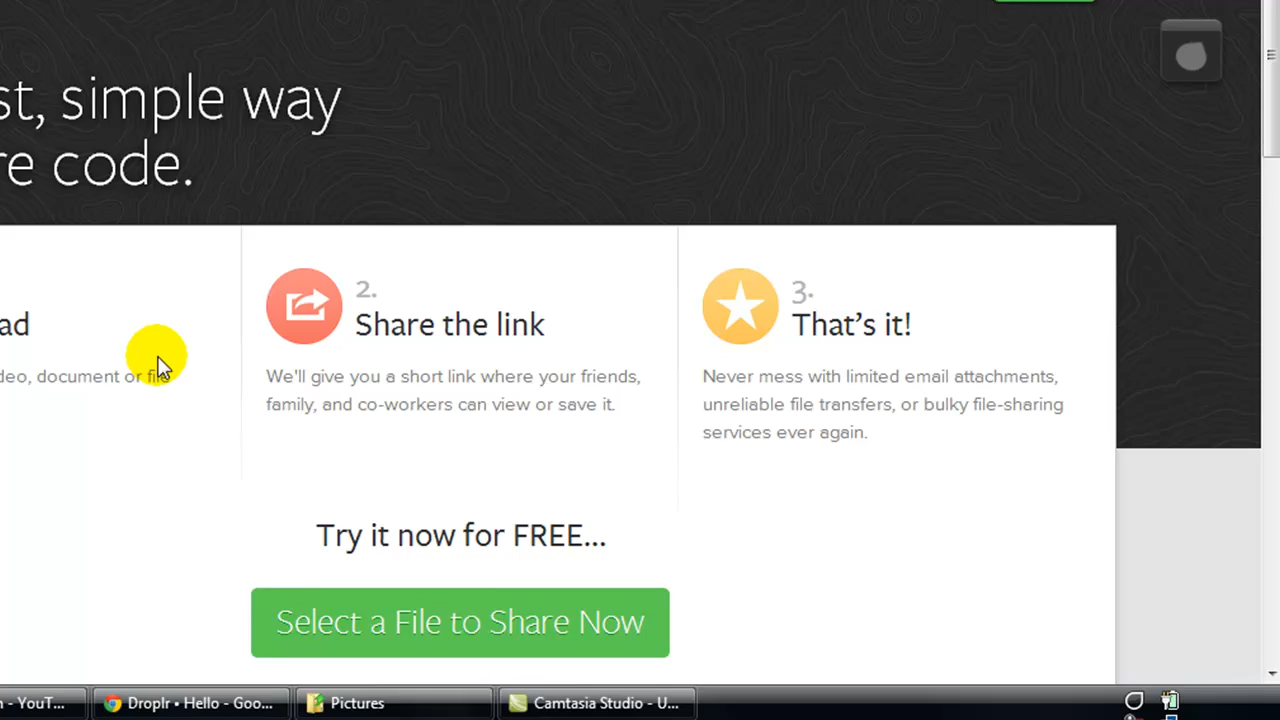 st, simple way
re code.
ad
deo, document or file
2.
Share the link
We'll give you a short link where your friends,
family, and co-workers can view or save it.
3.
That's it!
Never mess with limited email attachments,
unreliable file transfers, or bulky file-sharing
services ever again.
Try it now for FREE...
Select a File to Share Now
n - YouT...
Droplr • Hello - Goo...
Pictures
Camtasia Studio - U...